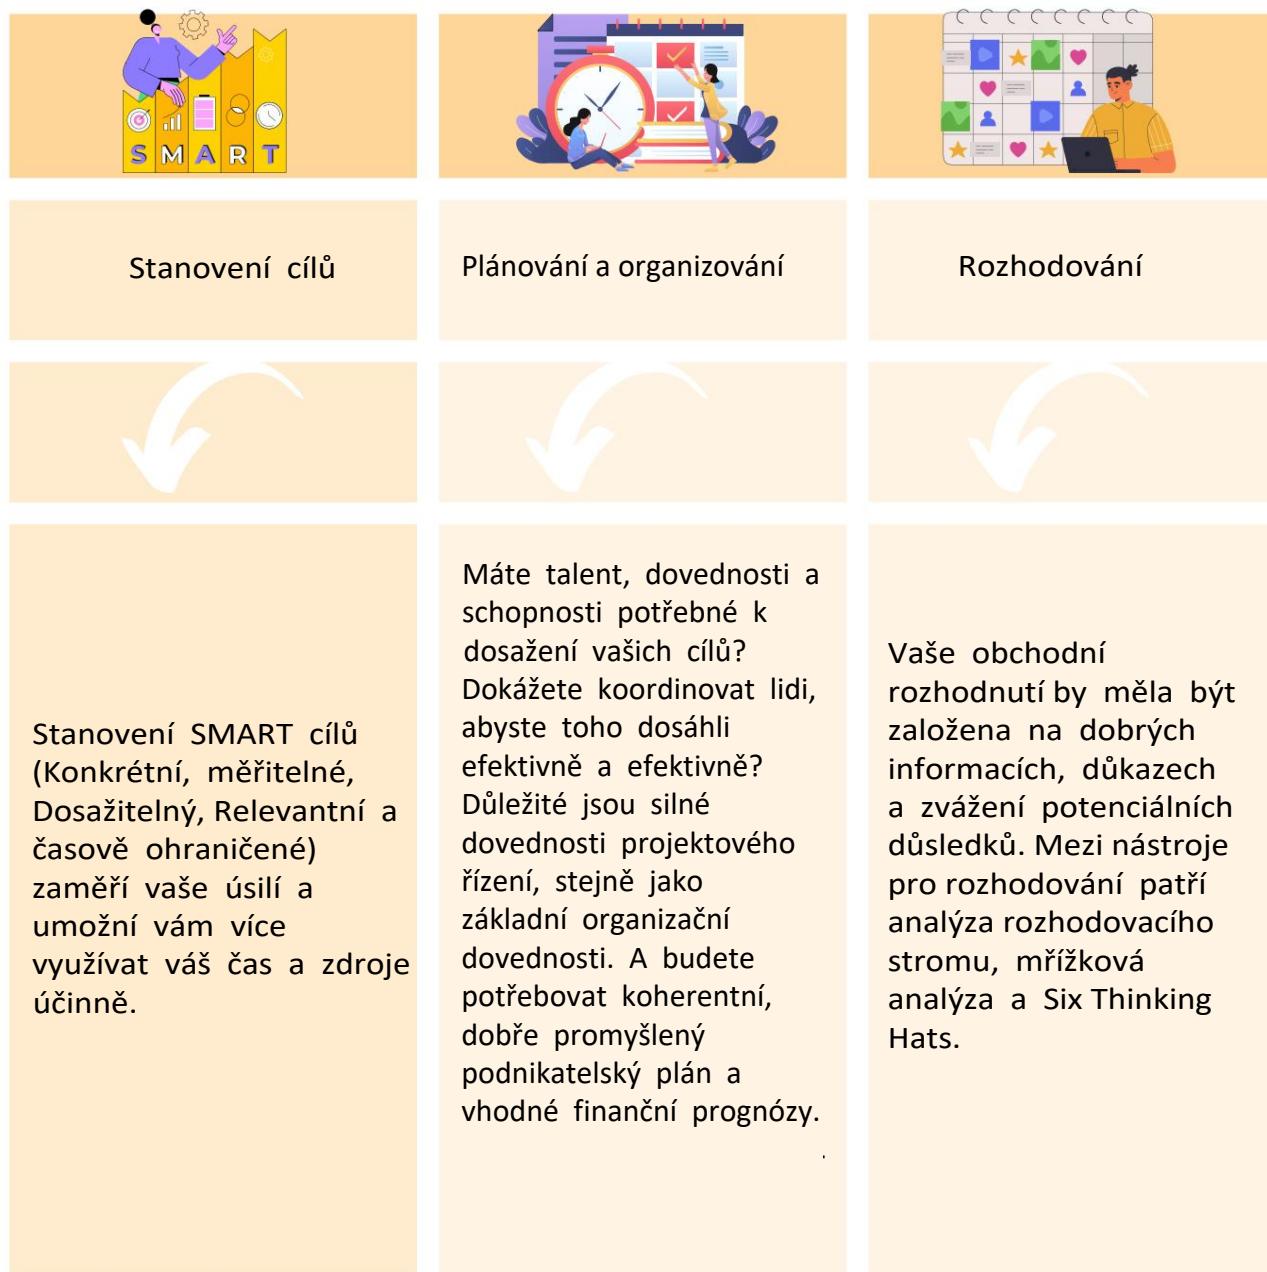 S M A R T
Stanovení cílů
Plánování a organizování
Rozhodování
Stanovení SMART cílů
(Konkrétní, měřitelné,
Dosažitelný, Relevantní a
časově ohraničené)
zaměří vaše úsilí a
umožní vám více
využívat váš čas a zdroje
účinně.
Máte talent, dovednosti a
schopnosti potřebné k
dosažení vašich cílů?
Dokážete koordinovat lidi,
abyste toho dosáhli
efektivně a efektivně?
Důležité jsou silné
dovednosti projektového
řízení, stejně jako
základní organizační
dovednosti. A budete
potřebovat koherentní,
dobře promyšlený
podnikatelský plán a
vhodné finanční prognózy.
.
Vaše obchodní
rozhodnutí by měla být
založena na dobrých
informacích, důkazech
a zvážení potenciálních
důsledků. Mezi nástroje
pro rozhodování patří
analýza rozhodovacího
stromu, mřížková
analýza a Six Thinking
Hats.